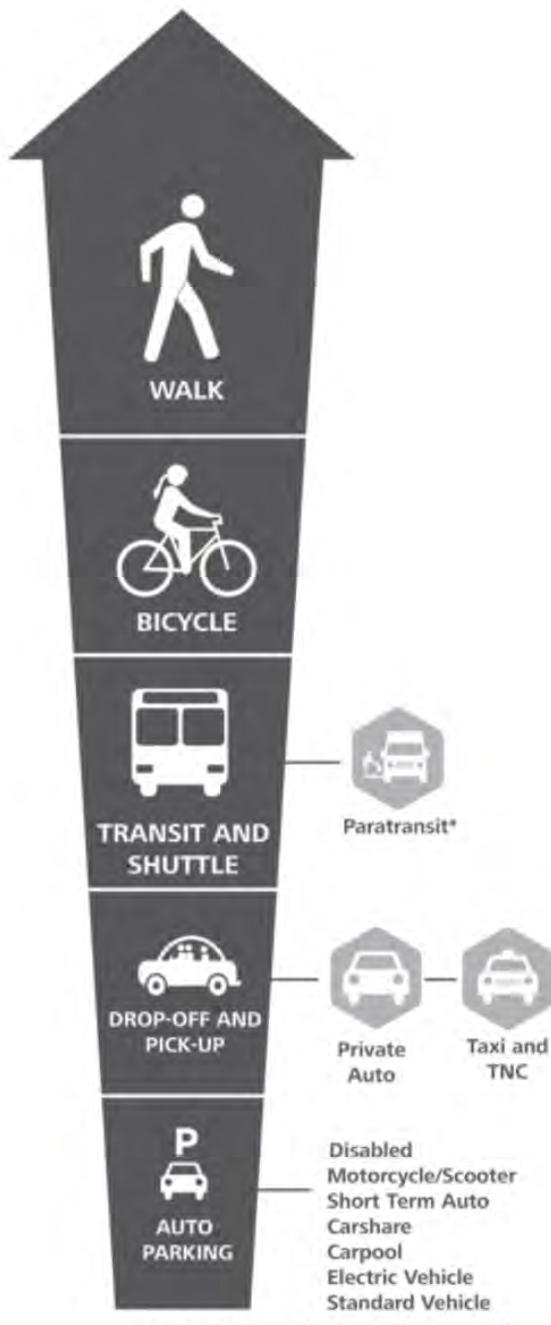 WALK
BICYCLE
TRANSIT AND
SHUTTLE
Paratransit*
DROP-OFF AND
PICK-UP
Private
Auto
Taxi and
TNC
P
AUTO
PARKING
Disabled
Motorcycle/Scooter
Short Term Auto
Carshare
Carpool
Electric Vehicle
Standard Vehicle